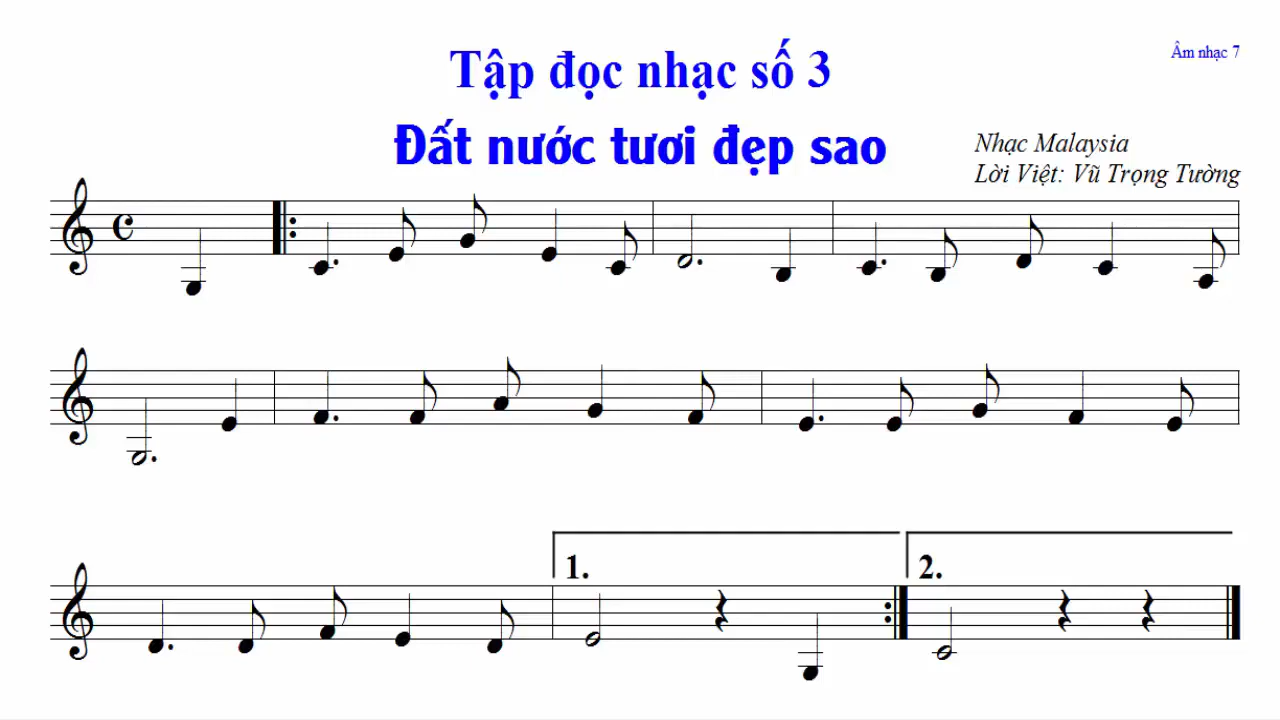 Âm nhạc 7
Tập đọc nhạc số 3
Đất nước tươi đẹp sao
Nhạc Malaysia
Lời Việt: Vũ Trọng Tường
1.
2.